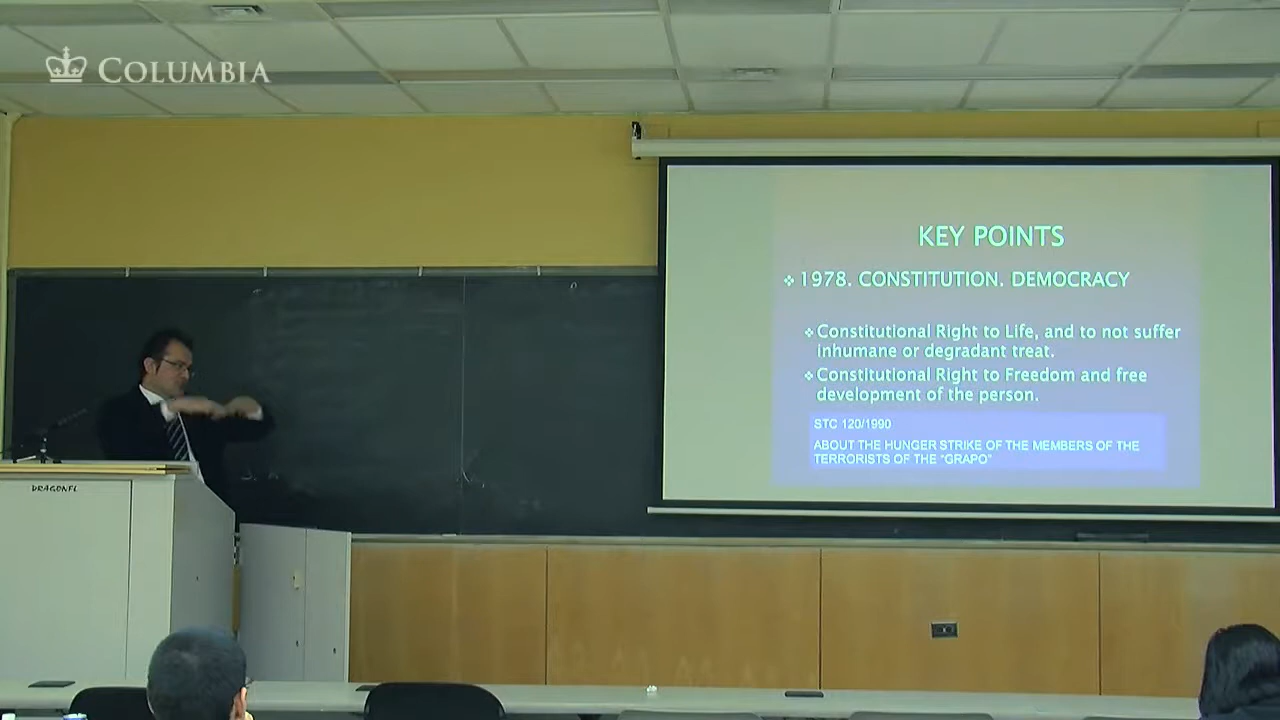 COLUMBIA
KEY POINTS
❖ 1978. CONSTITUTION. DEMOCRACY
❖ Constitutional Right to Life, and to not suffer
inhumane or degradant treat.
❖ Constitutional Right to Freedom and free
development of the person.
STC 120/1990
ABOUT THE HUNGER STRIKE OF THE MEMBERS OF THE
TERRORISTS OF THE "GRAPO"
DRAGONFL